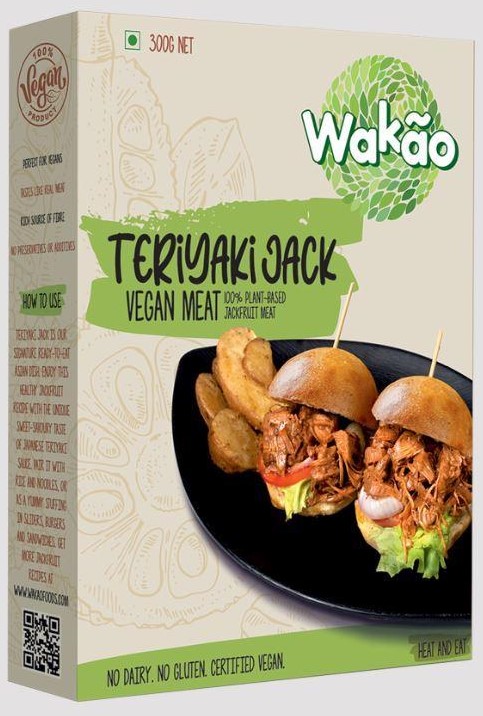 100%
Vegan
PRODUCT
PERFECT FOR VEGANS
TASTES LIKE REAL MEAT
RICH SOURCE OF FIBRE
NO PRESERVATIVES OR ADDITIVES
HOW TO USE
TERIYAKI JACK IS OUR
SIGNATURE READY-TO-EAT
ASIAN DISH. ENJOY THIS
HEALTHY JACKFRUIT
RECIPE WITH THE UNIQUE
SWEET-SAVOURY TASTE
OF JAPANESE TERIYAKI
SAUCE. PAIR IT WITH
RICE AND NOODLES, OR
AS A YUMMY STUFFING
IN SLIDERS, BURGERS
AND SANDWICHES. GET
MORE JACKFRUIT
RECIPES AT
WWW.WAKAOFOODS.COM
300G NET
Wakão
TERIYAKI JACK
VEGAN MEAT 100% PLANT-BASED
JACKFRUIT MEAT
HEAT AND EAT
NO DAIRY. NO GLUTEN. CERTIFIED VEGAN.